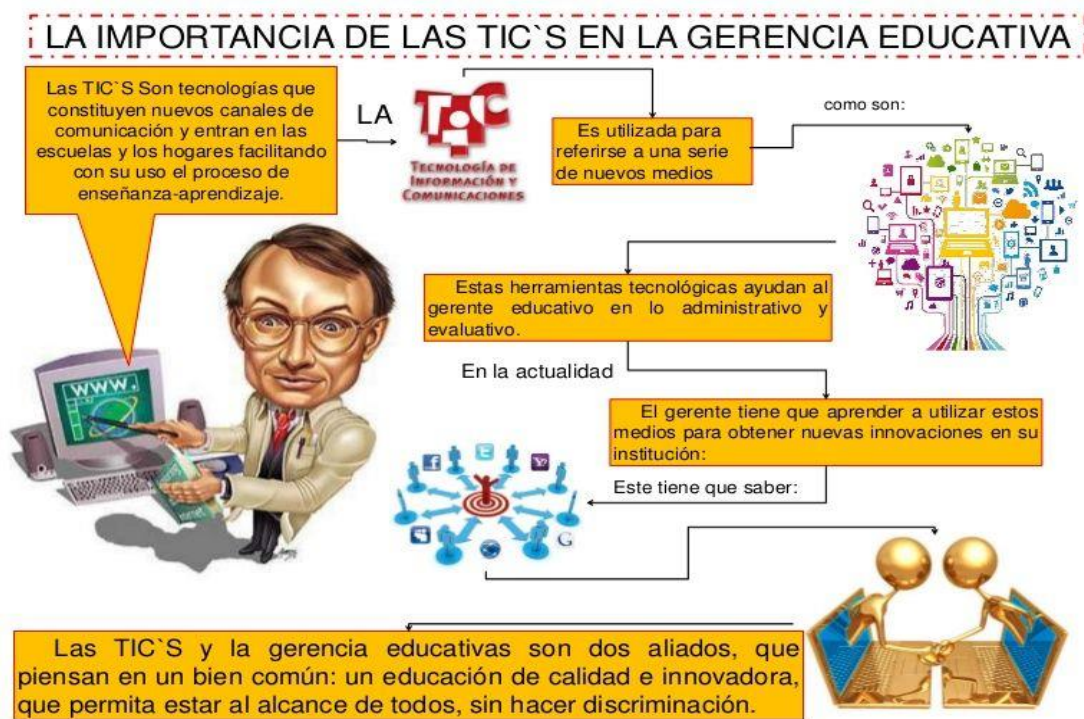 LA IMPORTANCIA DE LAS TIC`S EN LA GERENCIA EDUCATIVA
Las TIC`S Son tecnologías que
constituyen nuevos canales de
comunicación y entran en las
escuelas y los hogares facilitando
con su uso el proceso de
enseñanza-aprendizaje.
LA
TIC
TECNOLOGÍA DE
INFORMACIÓN Y
COMUNICACIONES
Es utilizada para
referirse a una serie
de nuevos medios
como son:
Estas herramientas tecnológicas ayudan al
gerente educativo en lo administrativo y
evaluativo.
WWW.
En la actualidad
El gerente tiene que aprender a utilizar estos
medios para obtener nuevas innovaciones en su
institución:
Este tiene que saber:
Las TIC`S y la gerencia educativas son dos aliados, que
piensan en un bien común: un educación de calidad e innovadora,
que permita estar al alcance de todos, sin hacer discriminación.